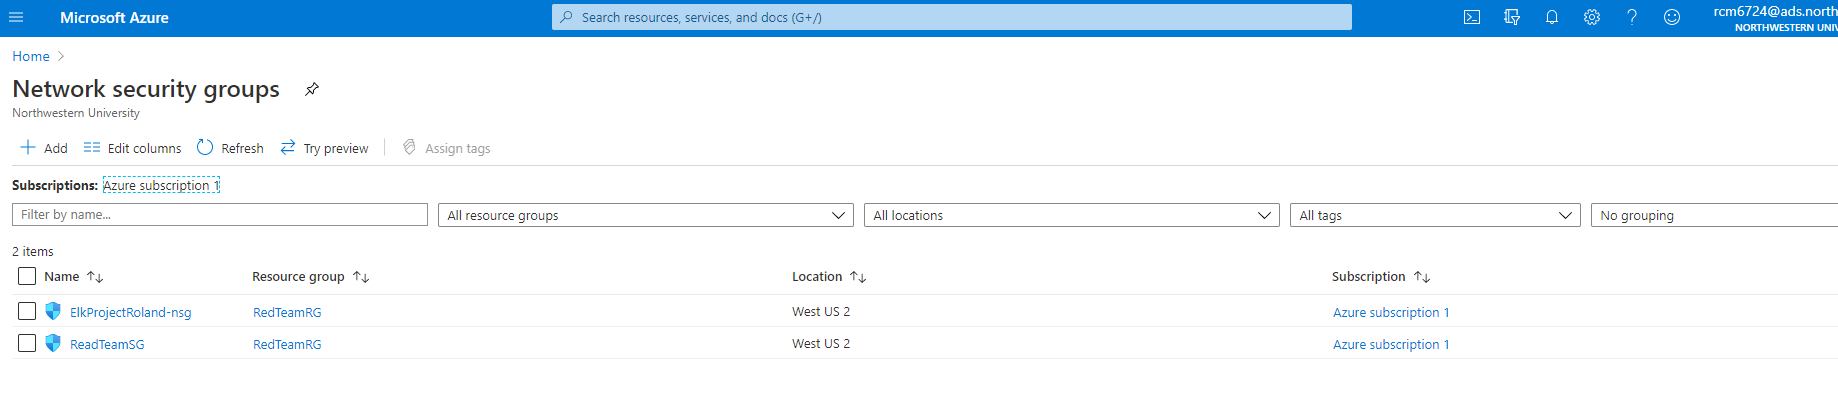 Microsoft Azure
Search resources, services, and docs (G+/)
rcm6724@ads.north
NORTHWESTERN UNIV
Home
Network security groups
Northwestern University
Add Edit columns Refresh Try preview Assign tags
Subscriptions: Azure subscription 1
Filter by name... All resource groups All locations All tags No grouping
2 items
Name Resource group Location Subscription
ElkProjectRoland-nsg RedTeamRG West US 2 Azure subscription 1
ReadTeamSG RedTeamRG West US 2 Azure subscription 1